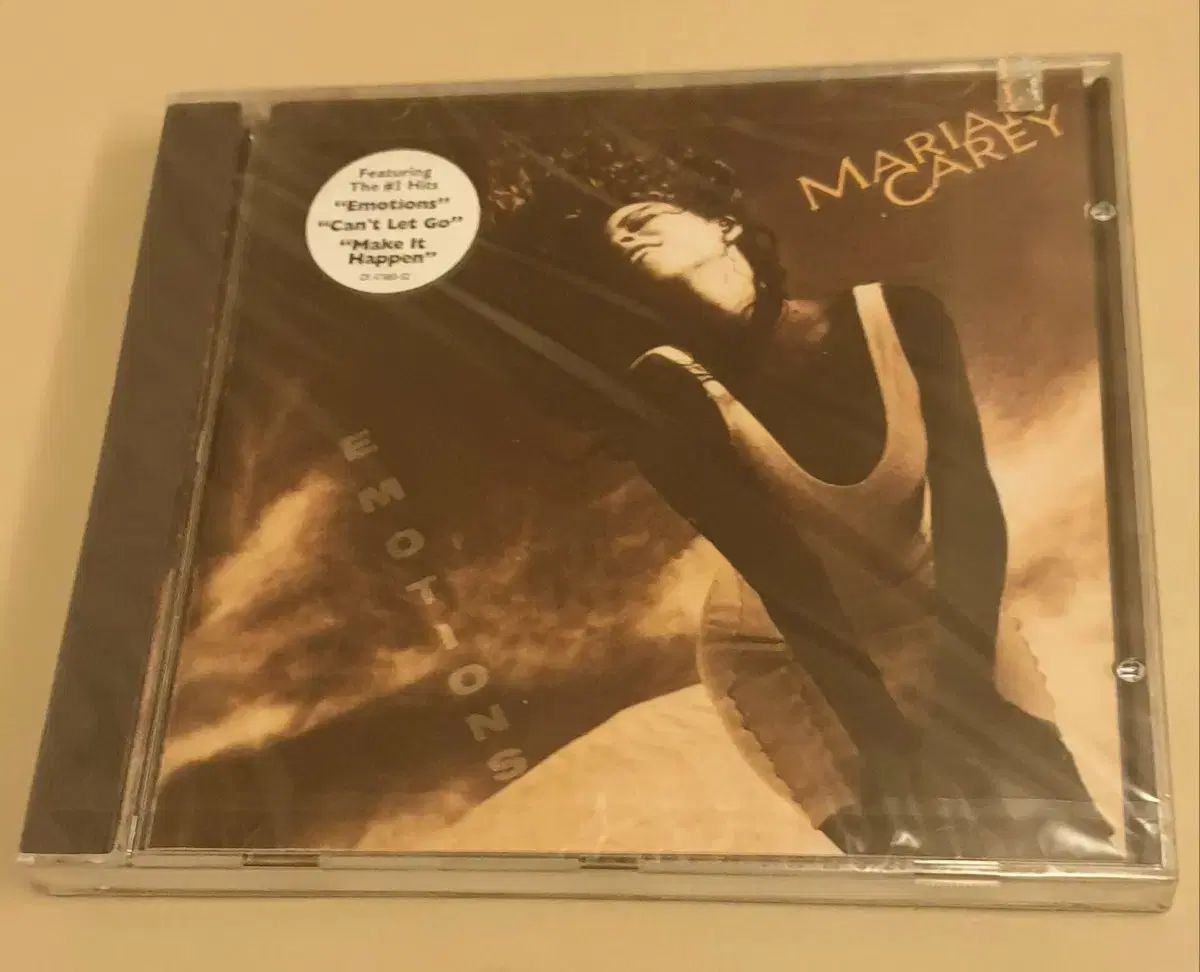 Featuring
The #1 Hits
"Emotions"
"Can't Let Go"
"Make It
Happen"
MARIAH
CAREY
EMOTIONS